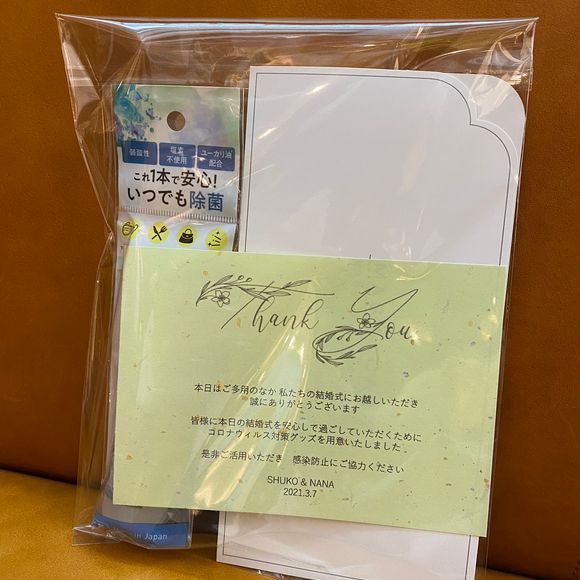 弱酸性
塩素
不使用
ユーカリ油
配合
これ1本で安心!
いつでも除菌
Thank You
本日はご多用のなか 私たちの結婚式にお越しいただき
誠にありがとうございます
皆様に本日の結婚式を安心して過ごしていただくために
コロナウィルス対策グッズを用意いたしました
是非ご活用いただき 感染防止にご協力ください
SHUKO & NANA
2021.3.7
in Japan